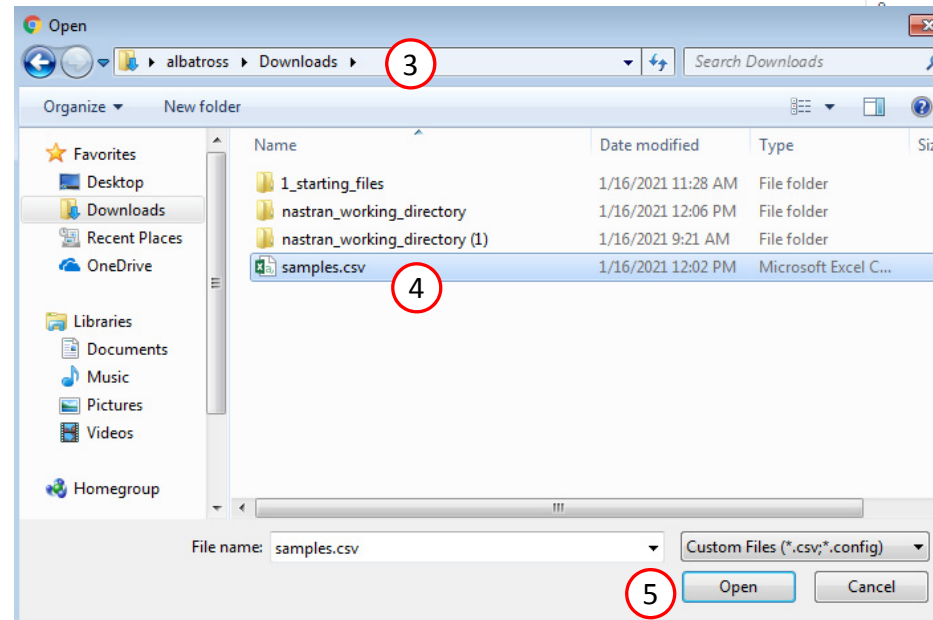 Open
albatross Downloads 3 Search Downloads
Organize New folder
Name Date modified Type Siz
Favorites
Desktop
Downloads
Recent Places
OneDrive
Libraries
Documents
Music
Pictures
Videos
Homegroup
1_starting_files 1/16/2021 11:28 AM File folder
nastran_working_directory 1/16/2021 12:06 PM File folder
nastran_working_directory (1) 1/16/2021 9:21 AM File folder
samples.csv 1/16/2021 12:02 PM Microsoft Excel C...
4
File name: samples.csv Custom Files (*.csv;*.config)
5 Open Cancel